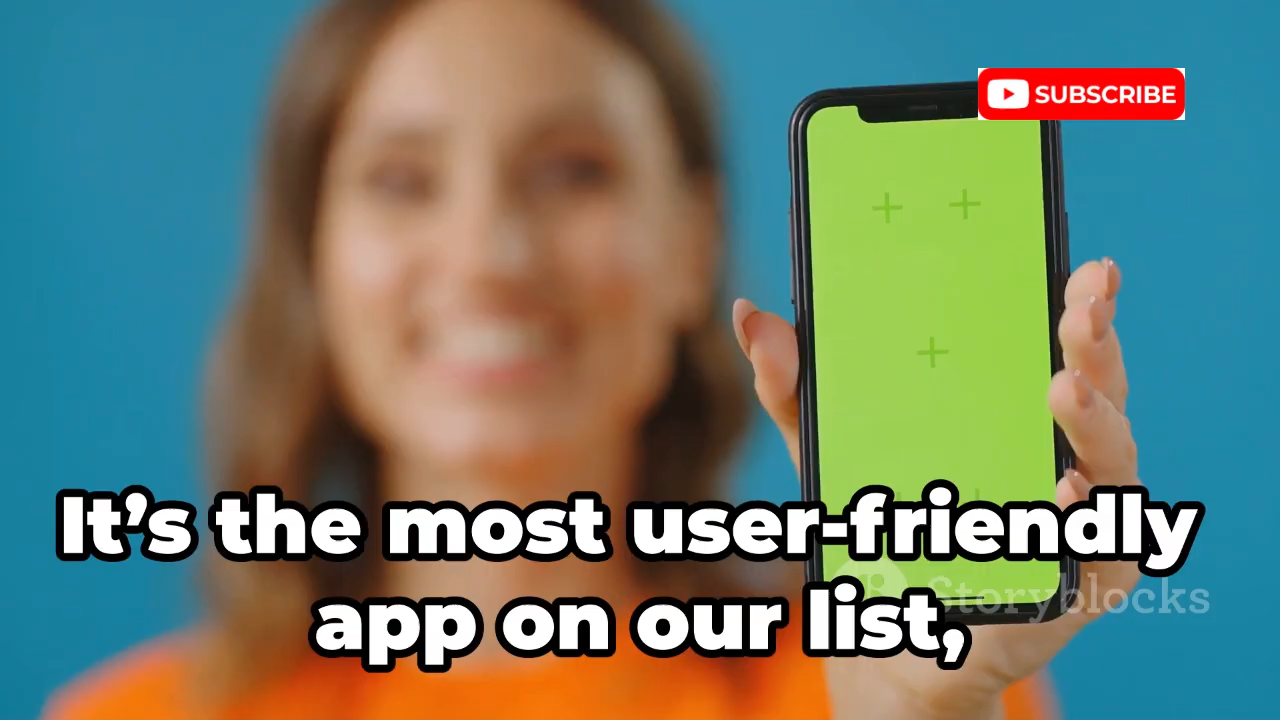 SUBSCRIBE
It's the most user-friendly
app on our list,
Storyblocks